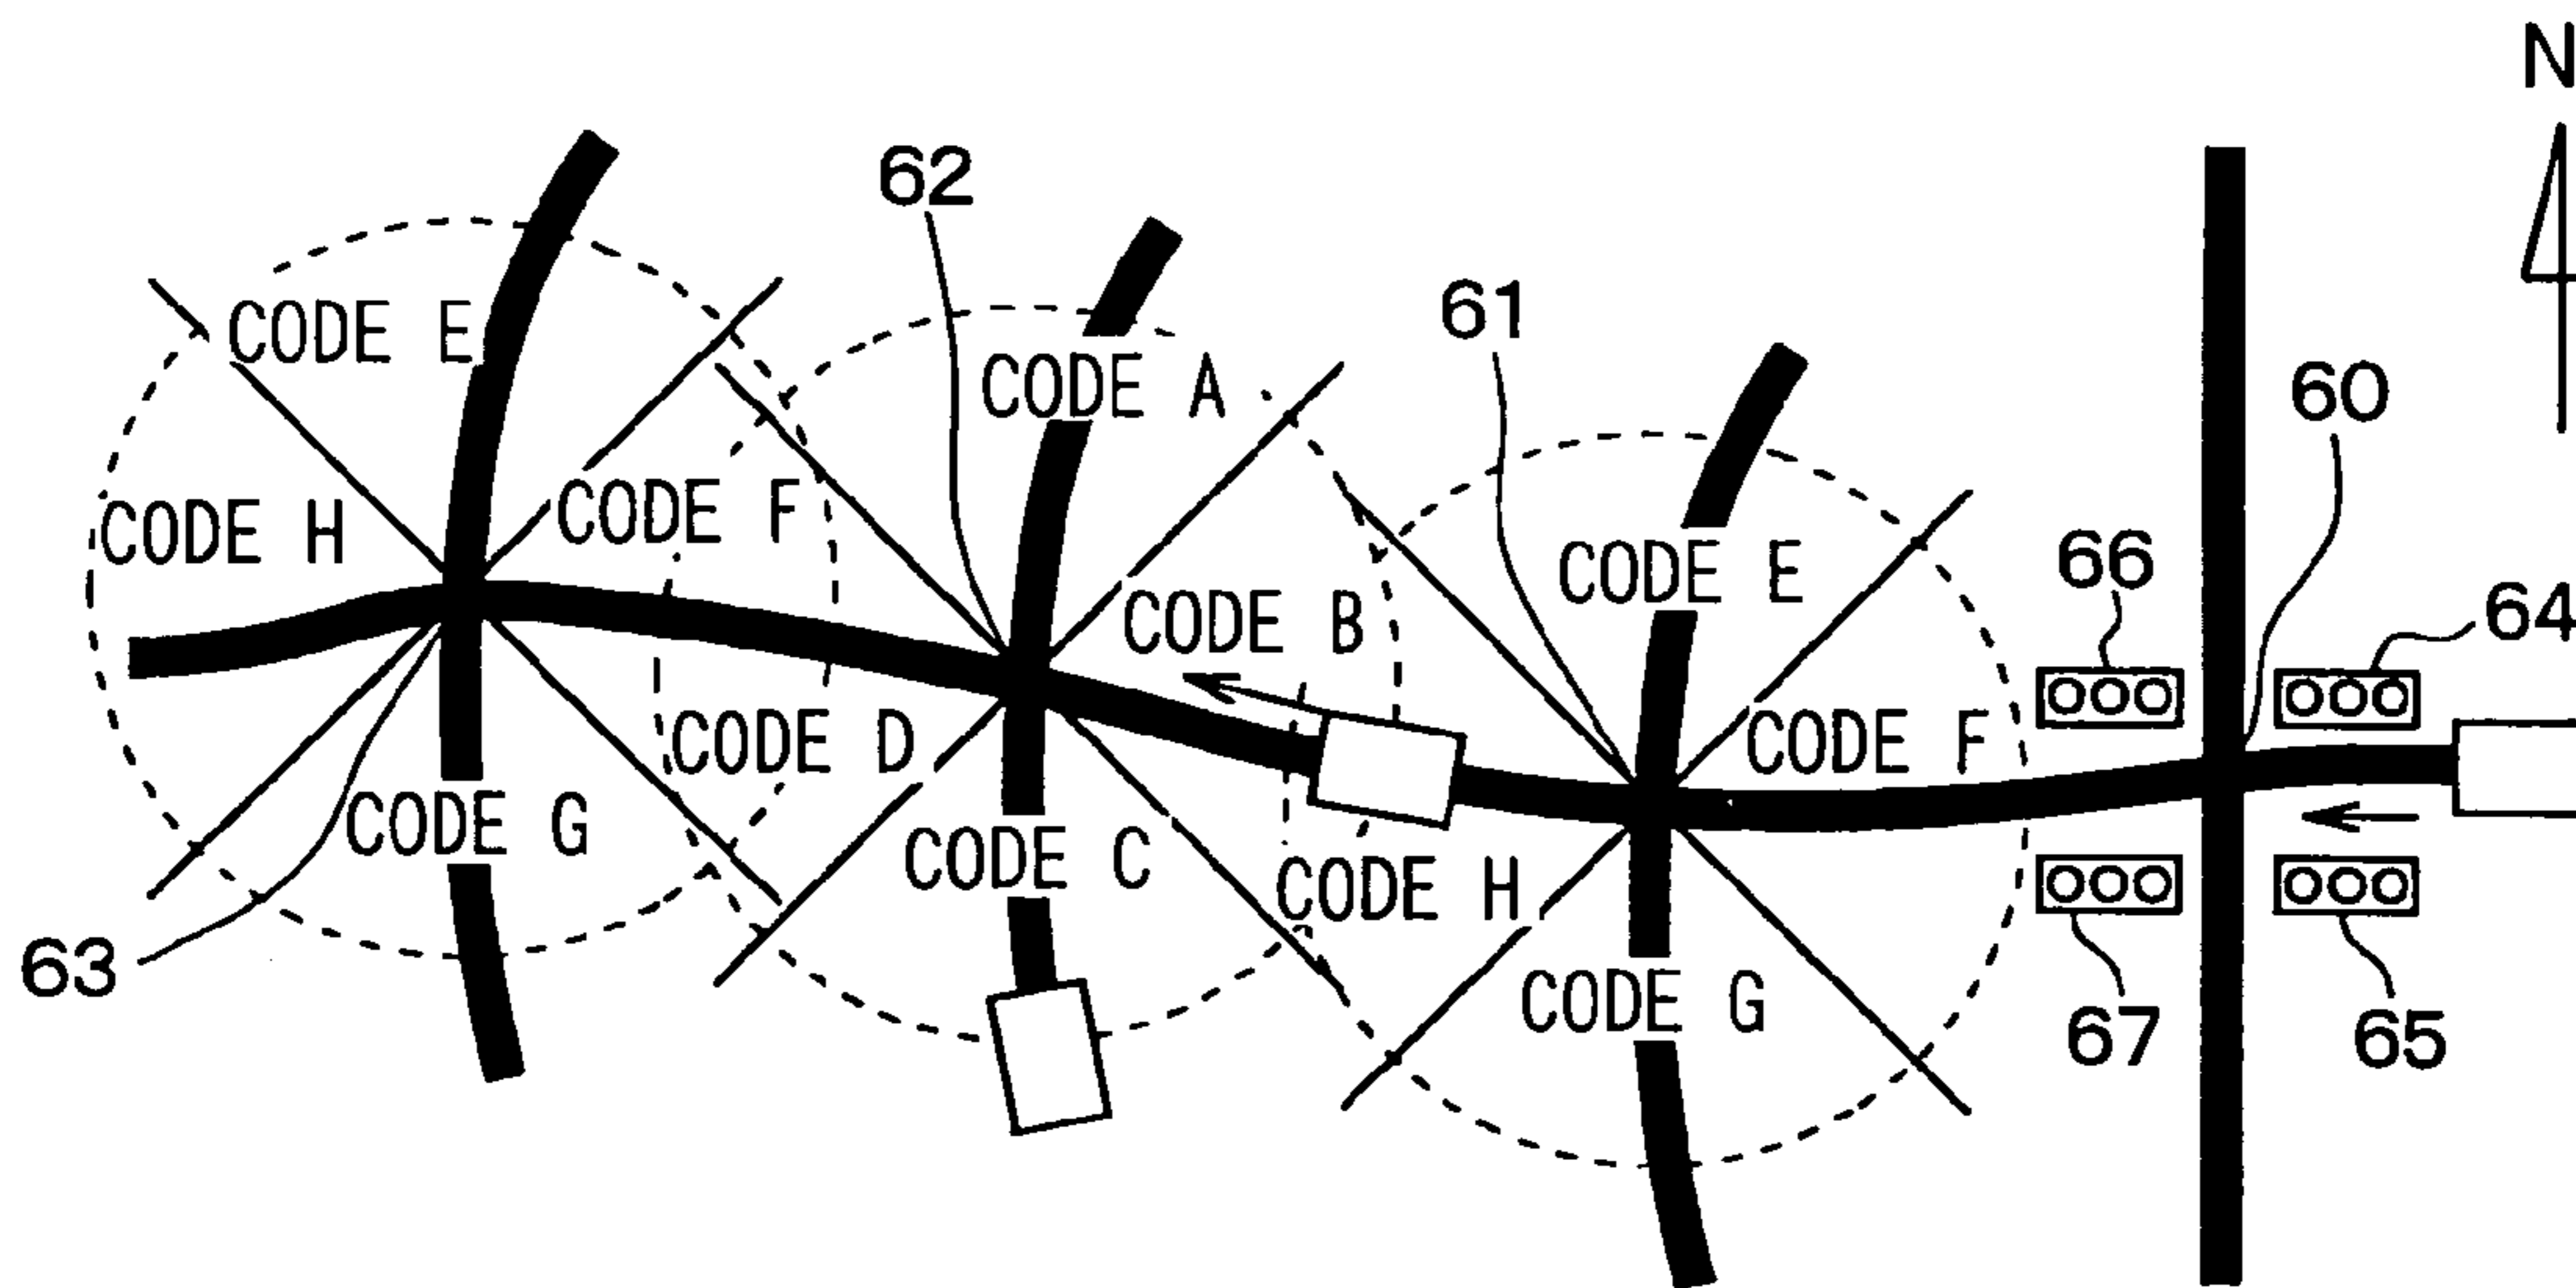 N
62
61
60
CODE E
CODE A
CODE H
CODE F
CODE B
CODE E
66
64
CODE D
CODE F
CODE G
CODE C
CODE H
CODE G
63
67
65